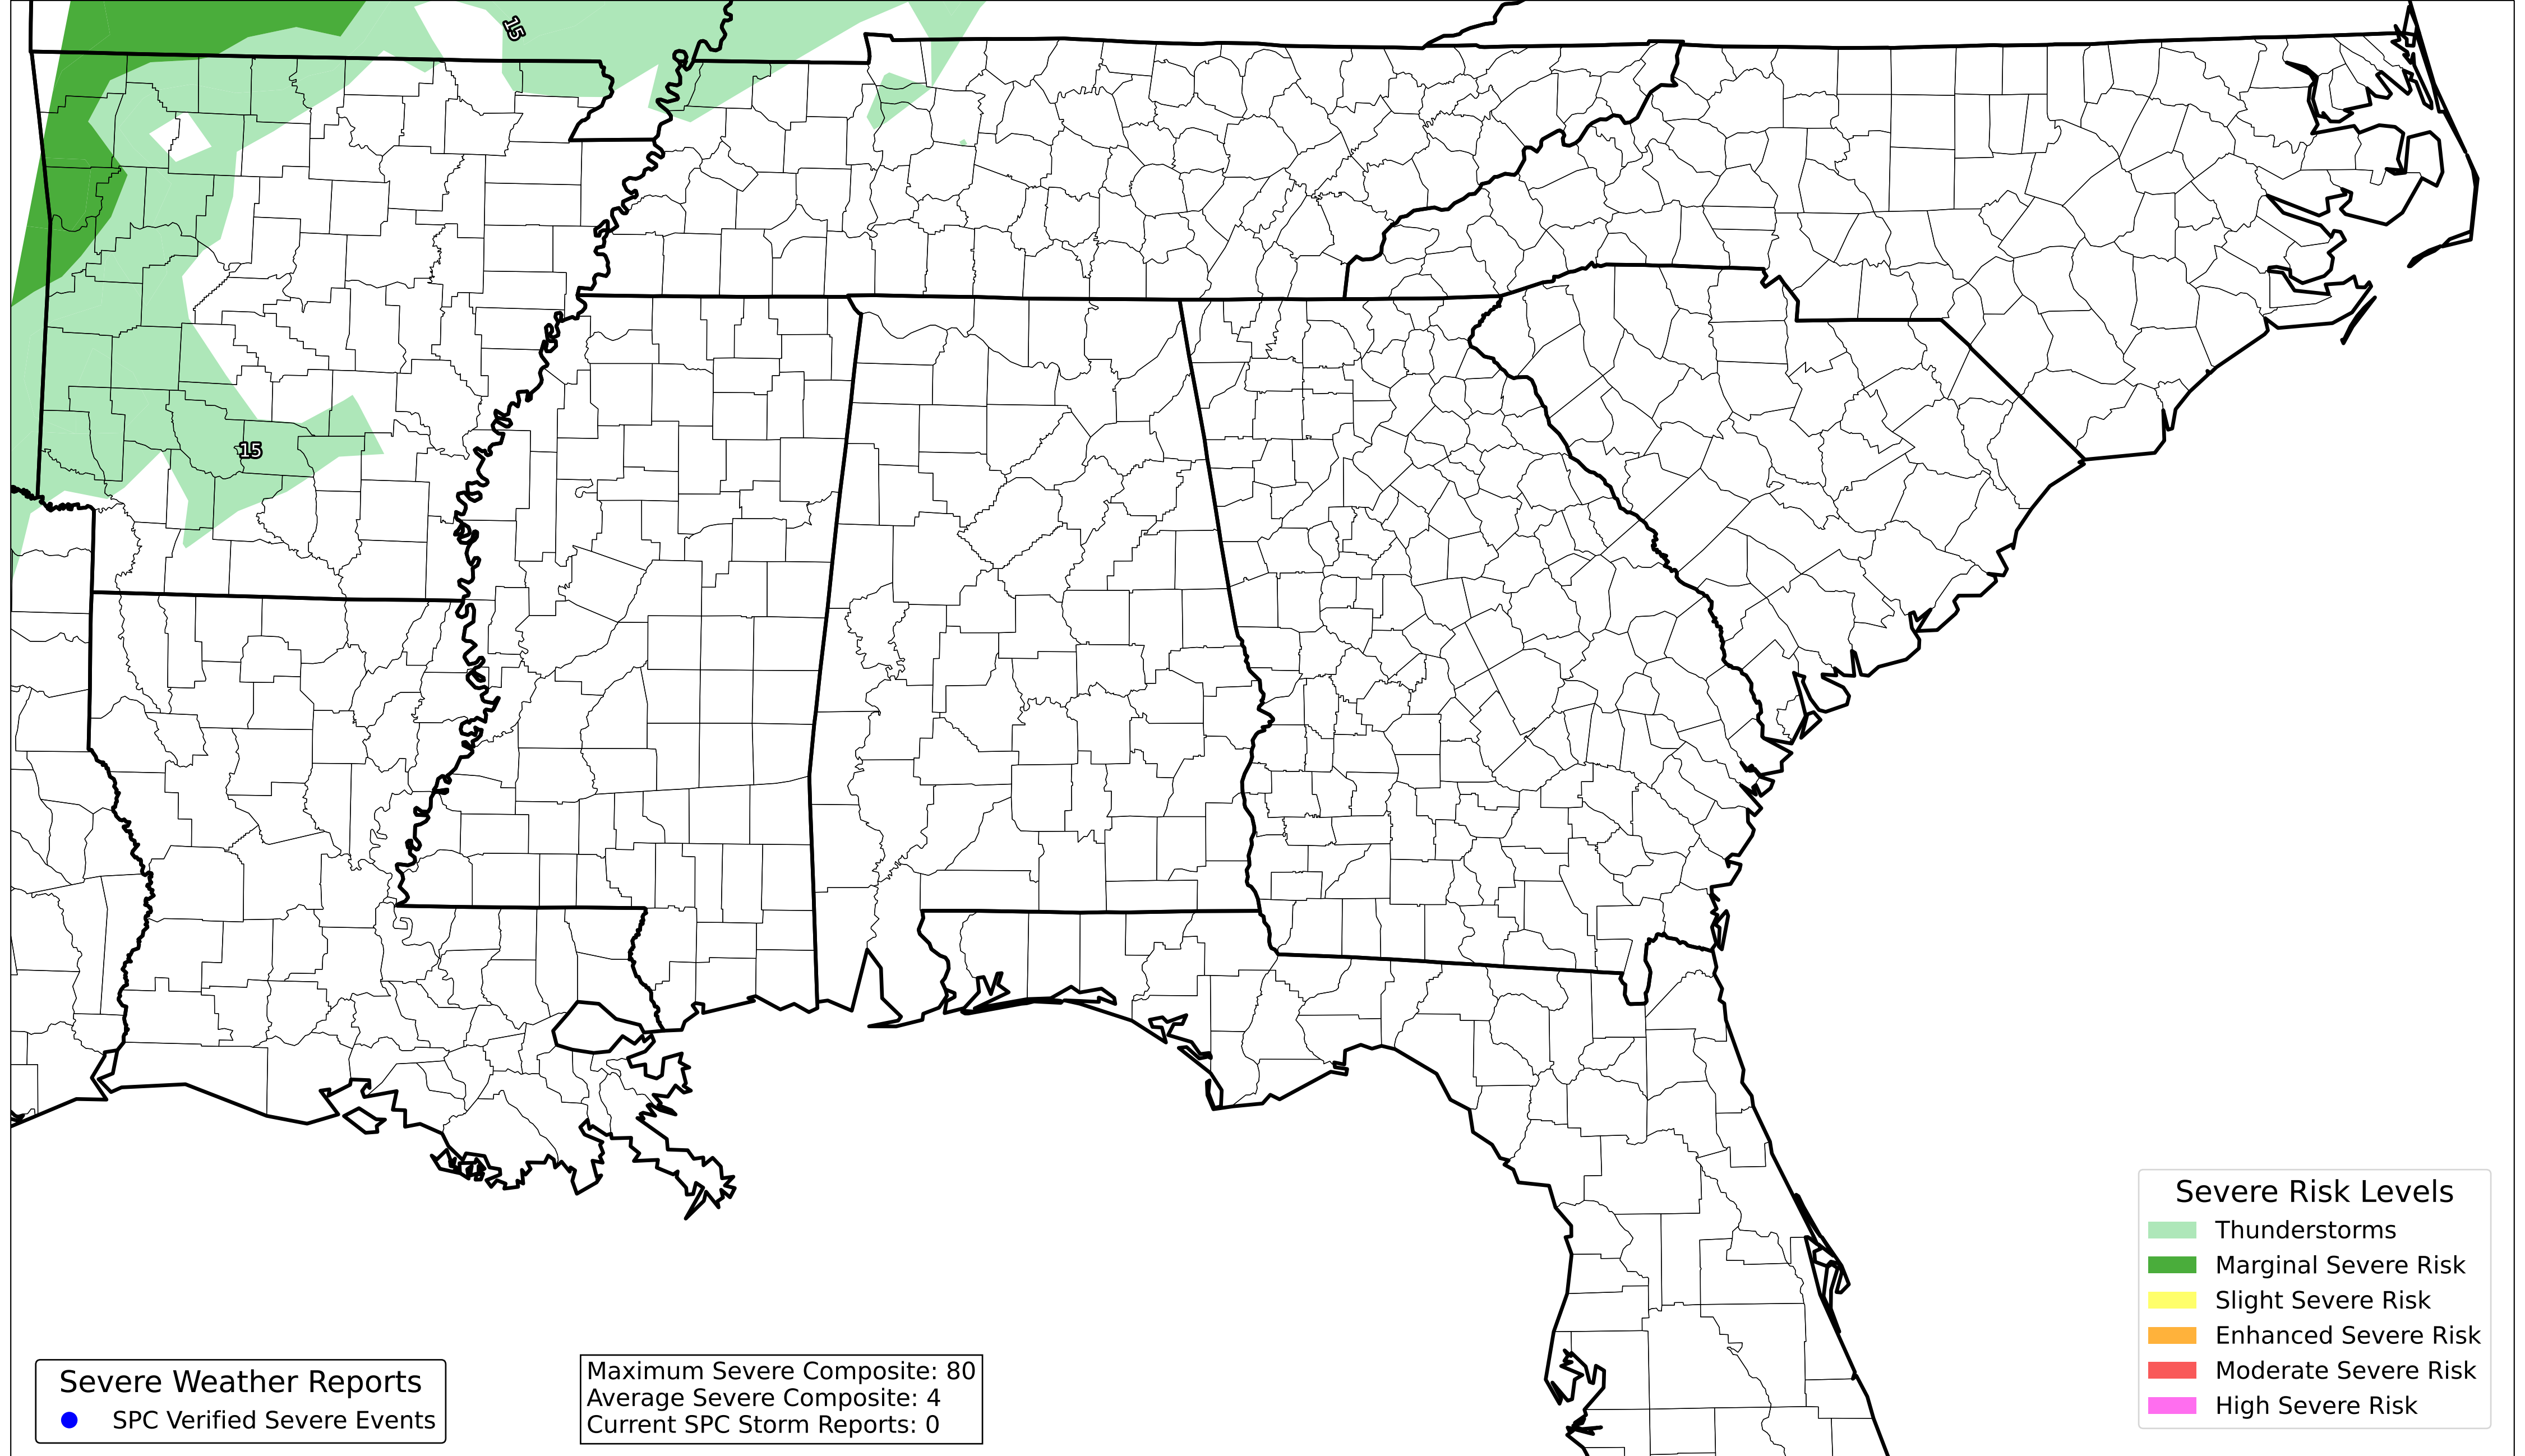 15
15
Severe Risk Levels
Thunderstorms
Marginal Severe Risk
Slight Severe Risk
Enhanced Severe Risk
Moderate Severe Risk
High Severe Risk
Severe Weather Reports
SPC Verified Severe Events
Maximum Severe Composite: 80
Average Severe Composite: 4
Current SPC Storm Reports: 0